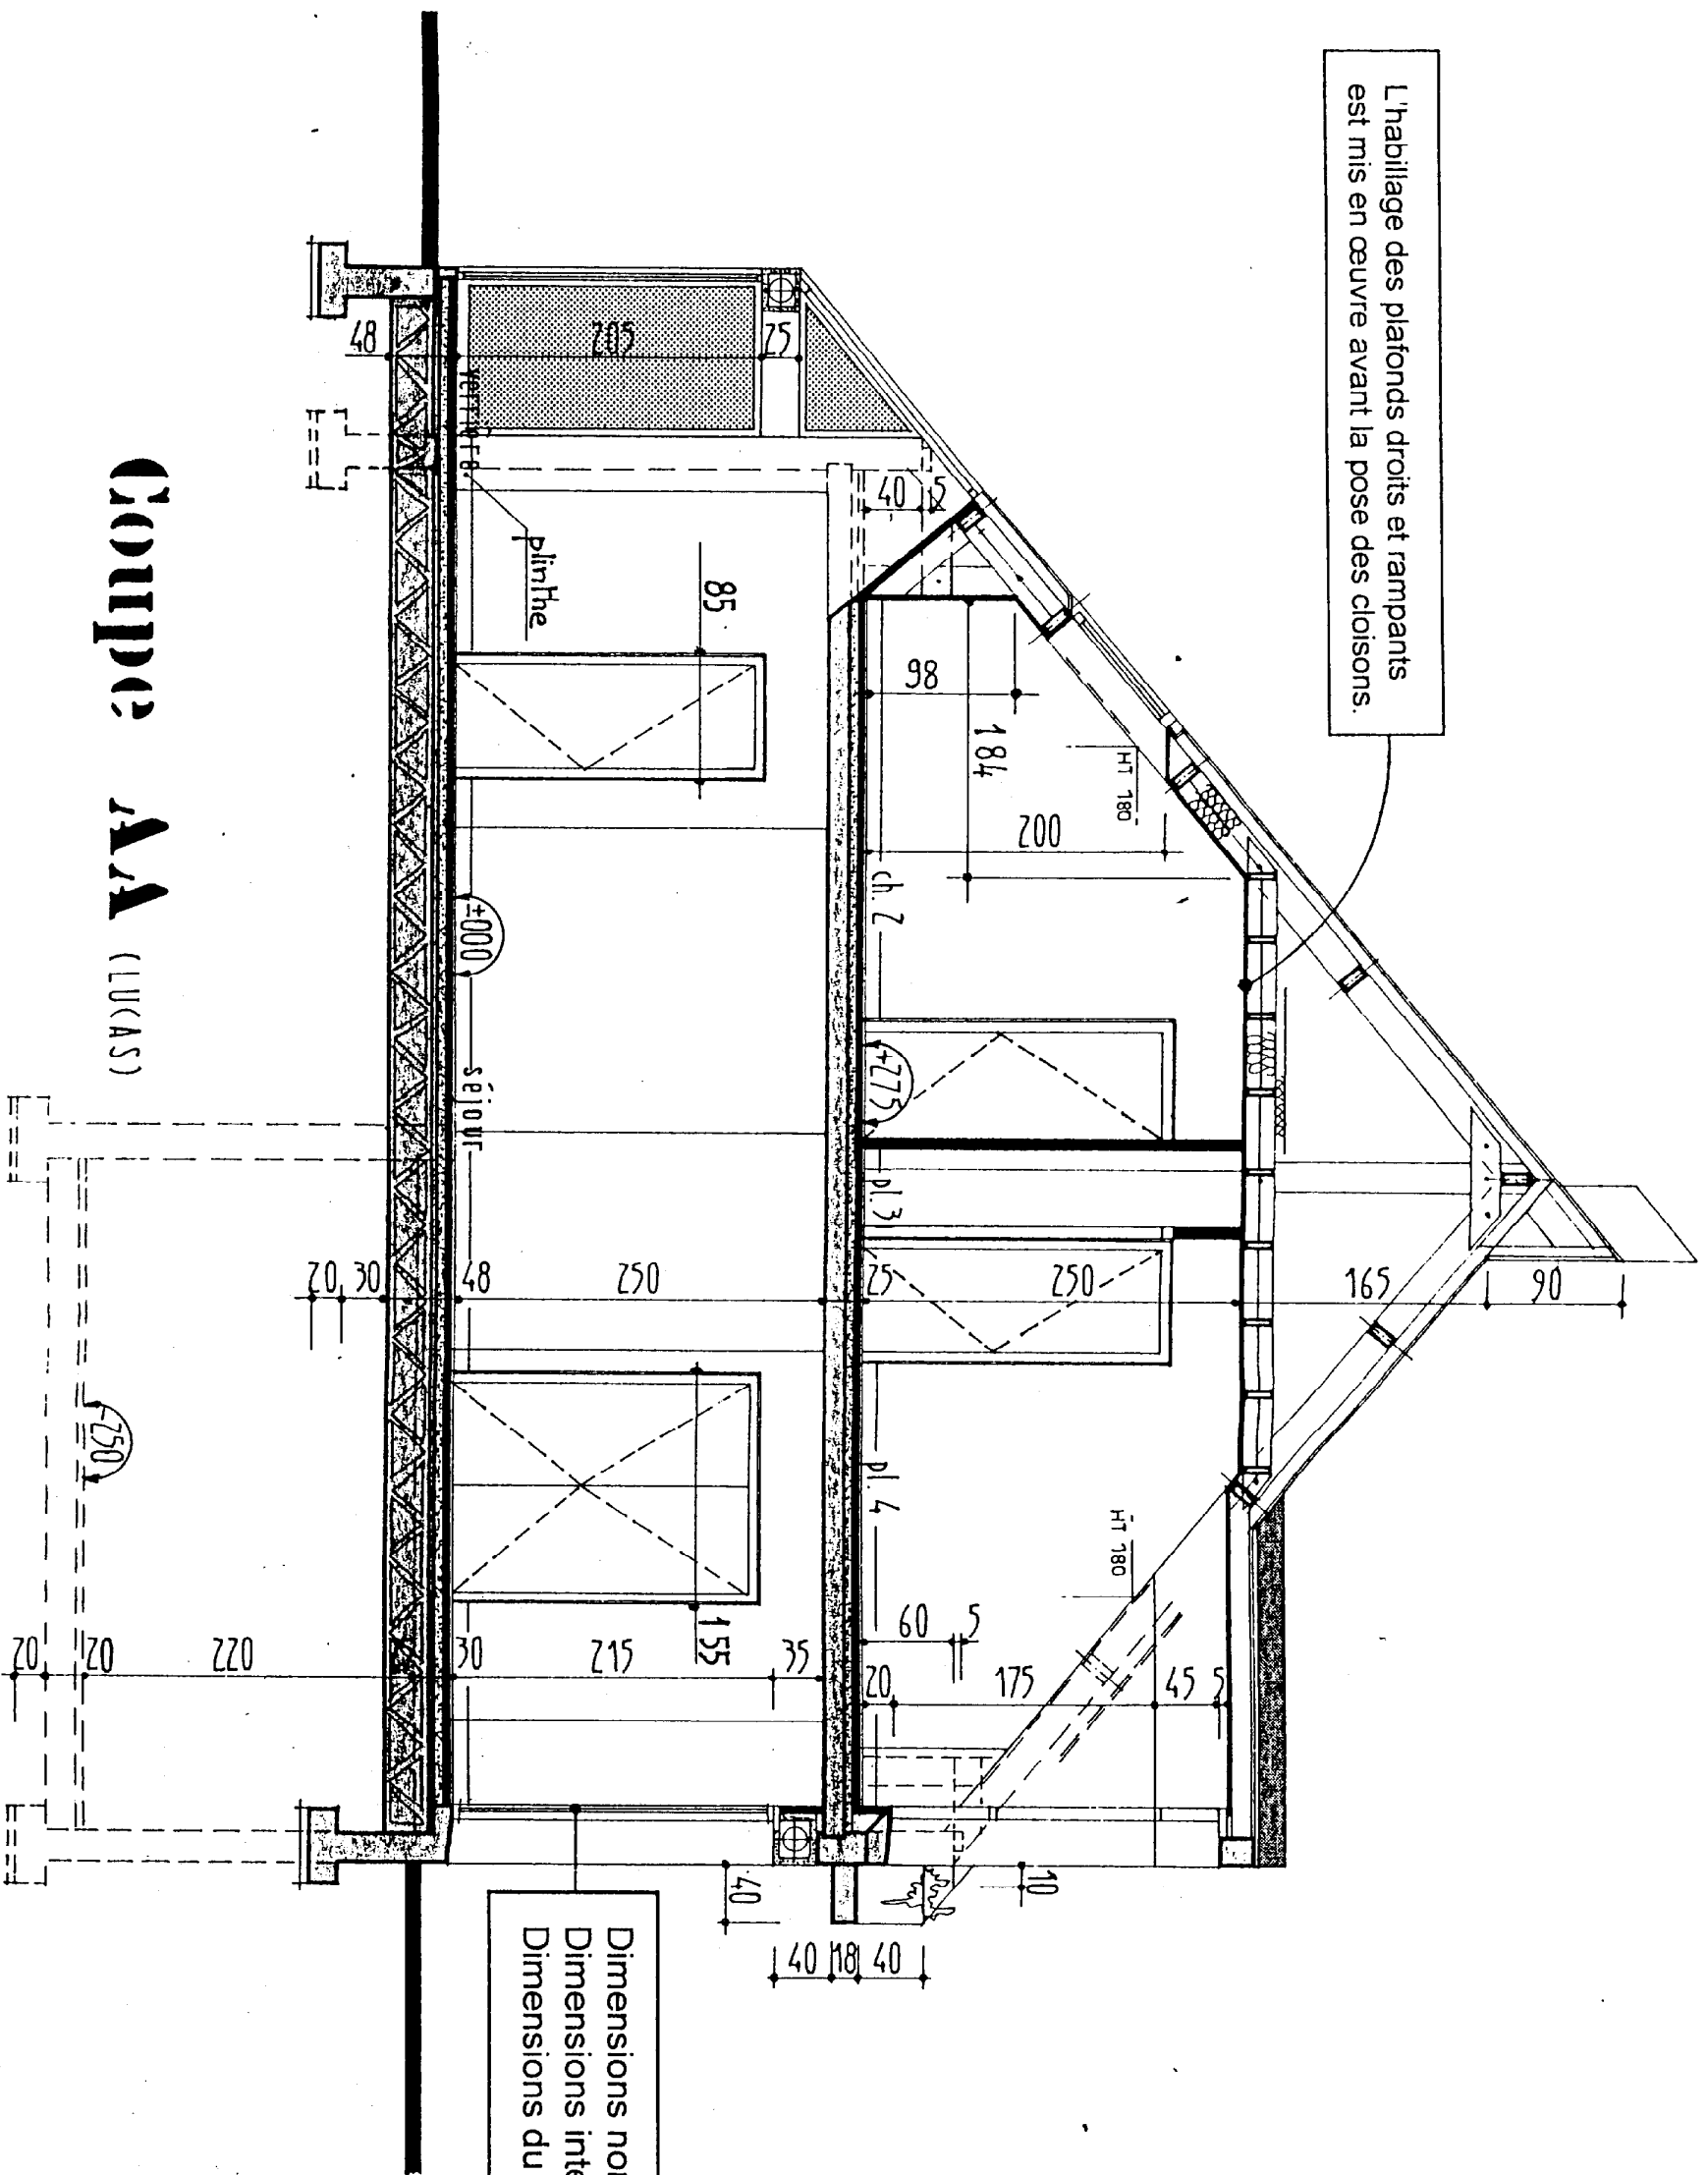 L'habillage des plafonds droits et rampants
est mis en œuvre avant la pose des cloisons.
90
165
250
25
250
48
30
20
HT 180
HT 180
184
200
98
40
5
ch. 2
+275
pl.3
pl. 4
60
5
20
175
45
5
10
25
205
48
verrière
plinthe
85
±000
séjour
155
30
215
35
40
40
18
40
220
20
20
-250
Dimensions
Dimensions
Dimensions du
Coupe AA (LUCAS)